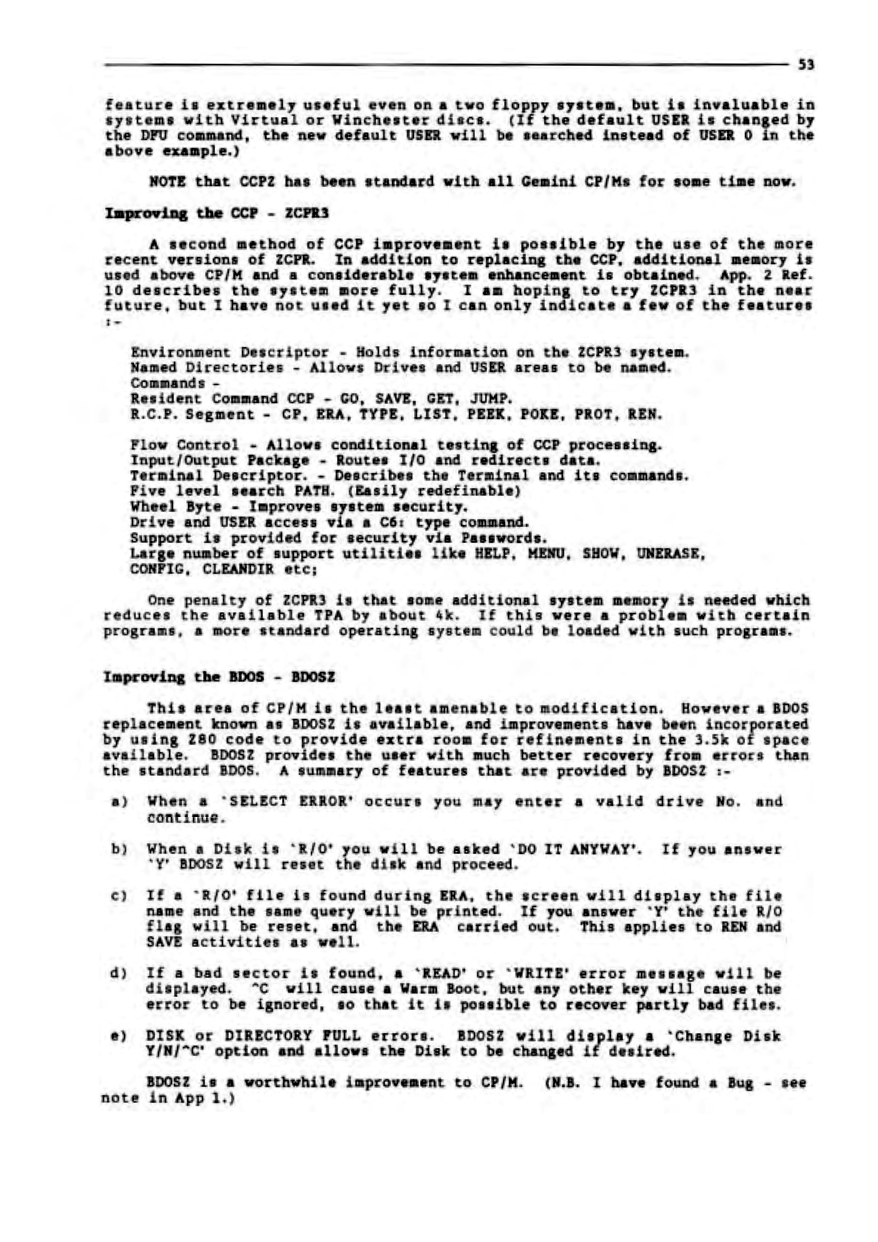 53
feature is extremely useful even on a two floppy system, but is invaluable in
systems with Virtual or Winchester discs. (If the default USER is changed by
the DFU command, the new default USER will be searched instead of USER 0 in the
above example.)
NOTE that CCPZ has been standard with all Gemini CP/Ms for some time now.
Improving the CCP - ZCPR3
A second method of CCP improvement is possible by the use of the more
recent versions of ZCPR. In addition to replacing the CCP, additional memory is
used above CP/M and a considerable system enhancement is obtained. App. 2 Ref.
10 describes the system more fully. I am hoping to try ZCPR3 in the near
future, but I have not used it yet so I can only indicate a few of the features
:-
Environment Descriptor - Holds information on the ZCPR3 system.
Named Directories - Allows Drives and USER areas to be named.
Commands -
Resident Command CCP - GO, SAVE, GET, JUMP.
R.C.P. Segment - CP, ERA, TYPE, LIST, PEEK, POKE, PROT, REN.
Flow Control - Allows conditional testing of CCP processing.
Input/Output Package - Routes I/O and redirects data.
Terminal Descriptor. - Describes the Terminal and its commands.
Five level search PATH. (Easily redefinable)
Wheel Byte - Improves system security.
Drive and USER access via a C6: type command.
Support is provided for security via Passwords.
Large number of support utilities like HELP, MENU, SHOW, UNERASE,
CONFIG, CLEANDIR etc;
One penalty of ZCPR3 is that some additional system memory is needed which
reduces the available TPA by about 4k. If this were a problem with certain
programs, a more standard operating system could be loaded with such programs.
Improving the BDOS - BDOSZ
This area of CP/M is the least amenable to modification. However a BDOS
replacement known as BDOSZ is available, and improvements have been incorporated
by using Z80 code to provide extra room for refinements in the 3.5k of space
available. BDOSZ provides the user with much better recovery from errors than
the standard BDOS. A summary of features that are provided by BDOSZ :-
a) When a `SELECT ERROR' occurs you may enter a valid drive No. and
continue.
b) When a Disk is `R/O' you will be asked `DO IT ANYWAY'. If you answer
`Y' BDOSZ will reset the disk and proceed.
c) If a `R/O' file is found during ERA, the screen will display the file
name and the same query will be printed. If you answer `Y' the file R/O
flag will be reset, and the ERA carried out. This applies to REN and
SAVE activities as well.
d) If a bad sector is found, a `READ' or `WRITE' error message will be
displayed. ^C will cause a Warm Boot, but any other key will cause the
error to be ignored, so that it is possible to recover partly bad files.
e) DISK or DIRECTORY FULL errors. BDOSZ will display a `Change Disk
Y/N/^C' option and allows the Disk to be changed if desired.
BDOSZ is a worthwhile improvement to CP/M. (N.B. I have found a Bug - see
note in App 1.)